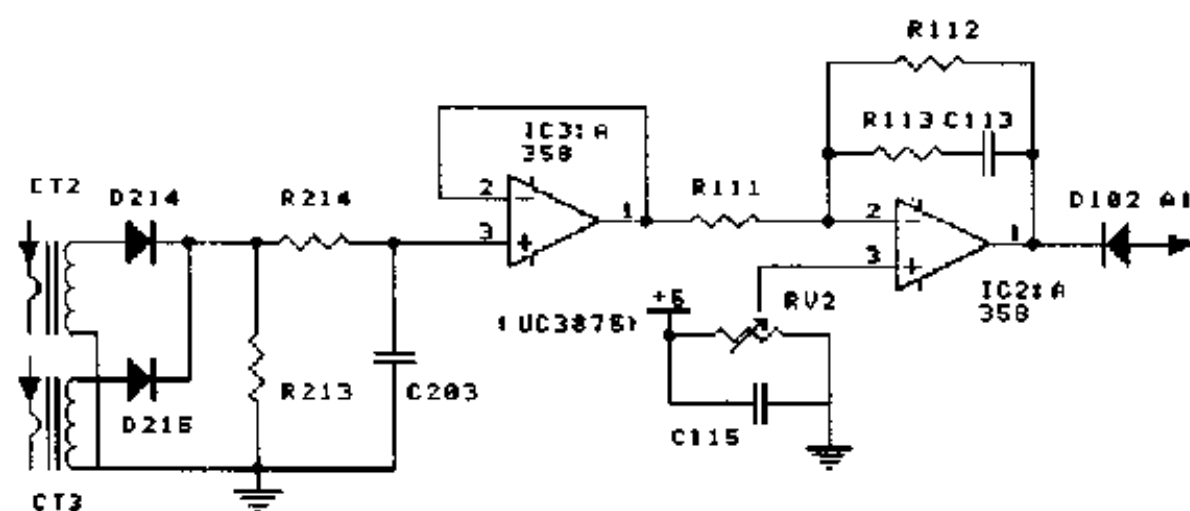 R112
IC3:A
358
R113 C113
CT2
D214
R214
2
1
R111
D102 A1
3
2
1
3
+5
RV2
IC2:A
358
(UC3875)
R213
C203
D215
C115
CT3